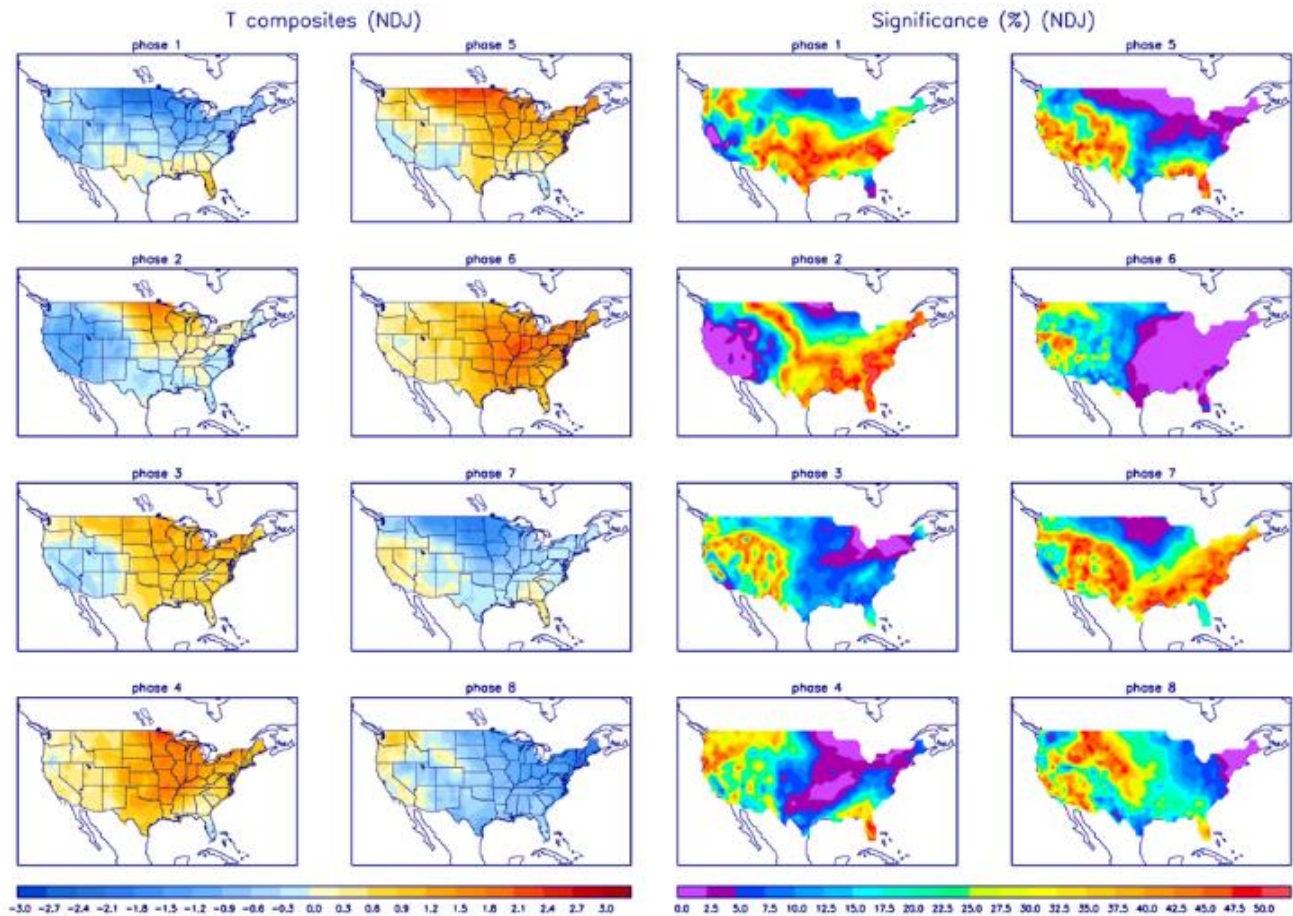 T composites (NDJ)
Significance (%) (NDJ)
phase 1
phase 5
phase 1
phase 5
phase 2
phase 6
phase 2
phase 6
phase 3
phase 7
phase 3
phase 7
phase 4
phase 8
phase 4
phase 8
-3.0 -2.7 -2.4 -2.1 -1.8 -1.5 -1.2 -0.9 -0.6 -0.3 0.0 0.3 0.6 0.9 1.2 1.5 1.8 2.1 2.4 2.7 3.0
0.0 2.5 5.0 7.5 10.0 12.5 15.0 17.5 20.0 22.5 25.0 27.5 30.0 32.5 35.0 37.5 40.0 42.5 45.0 47.5 50.0